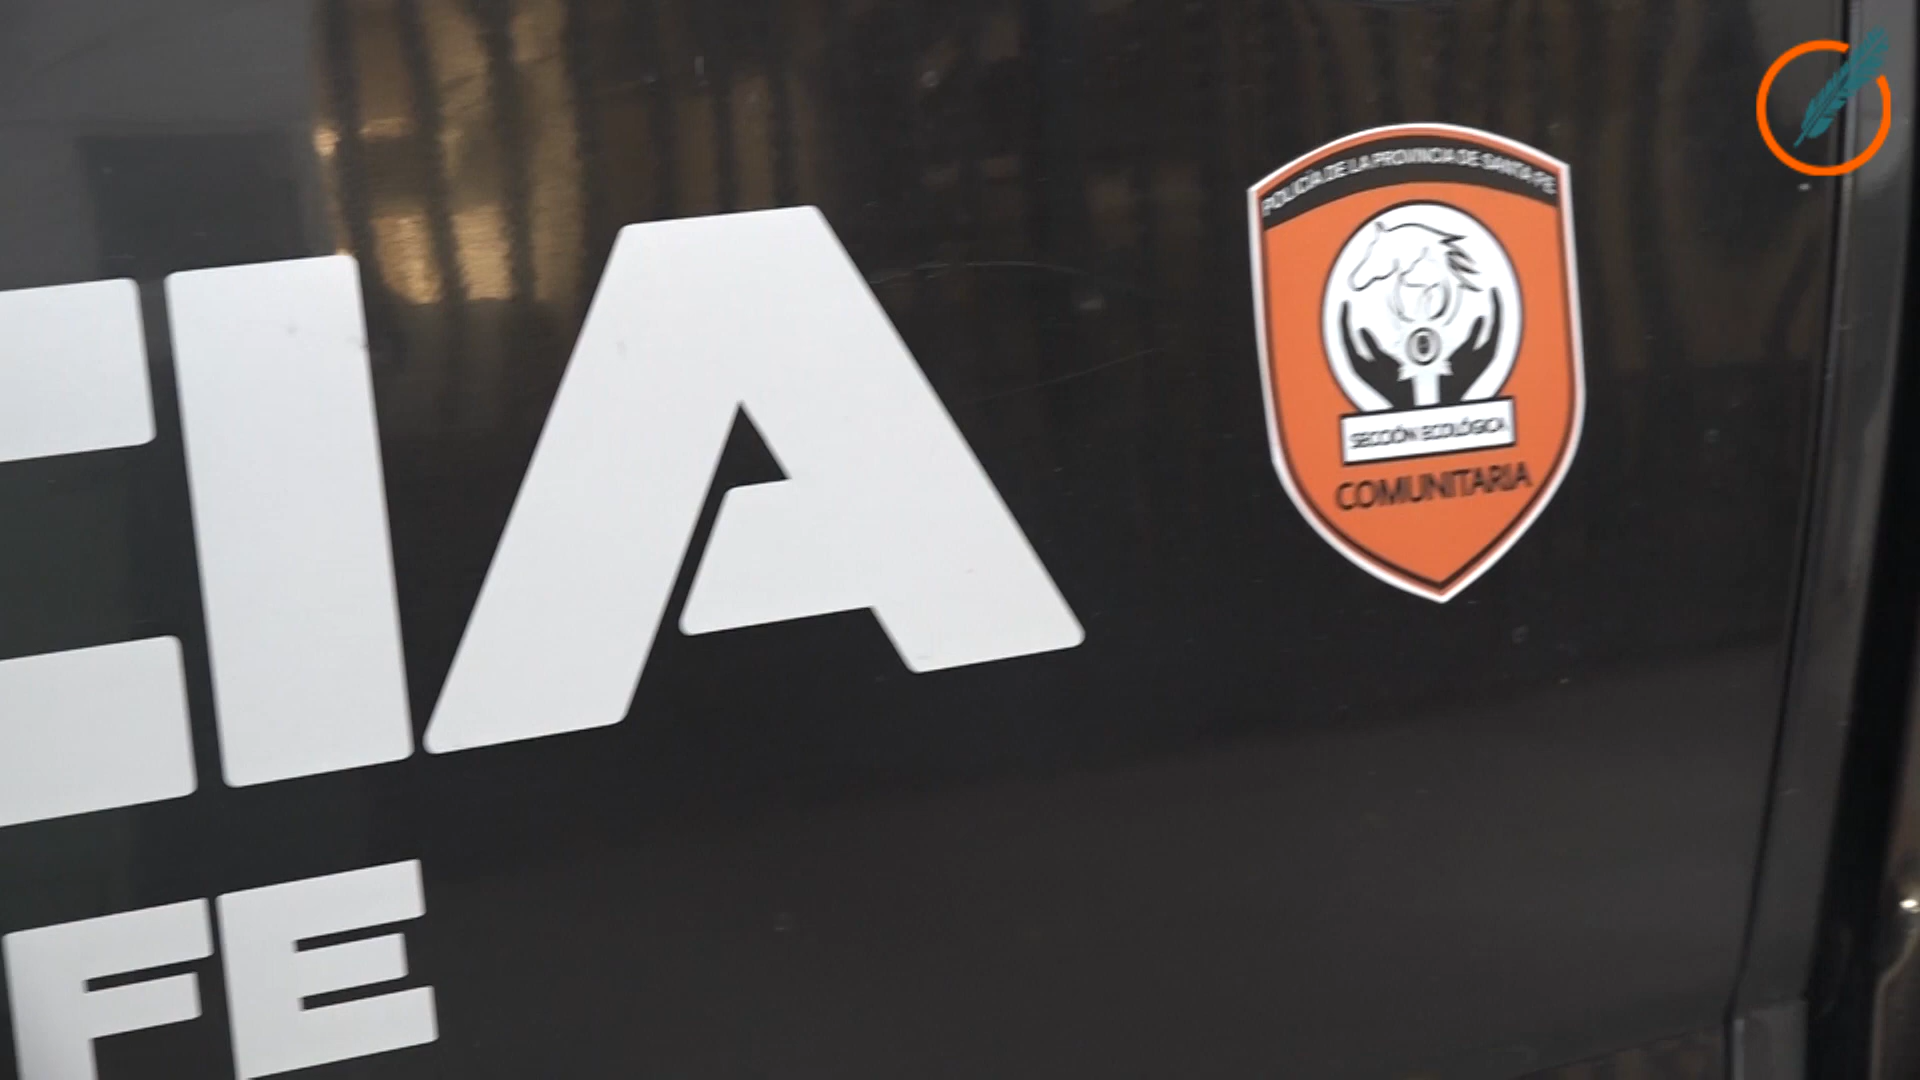 CIA
FE
POLICÍA DE LA PROVINCIA DE SANTA FE
SECCIÓN ECOLÓGICA
COMUNITARIA